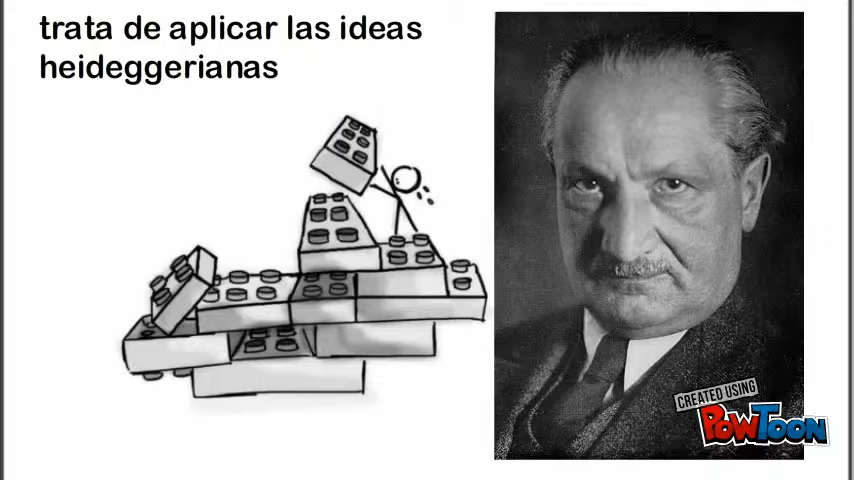 trata de aplicar las ideas
heideggerianas
CREATED USING
POWTOON